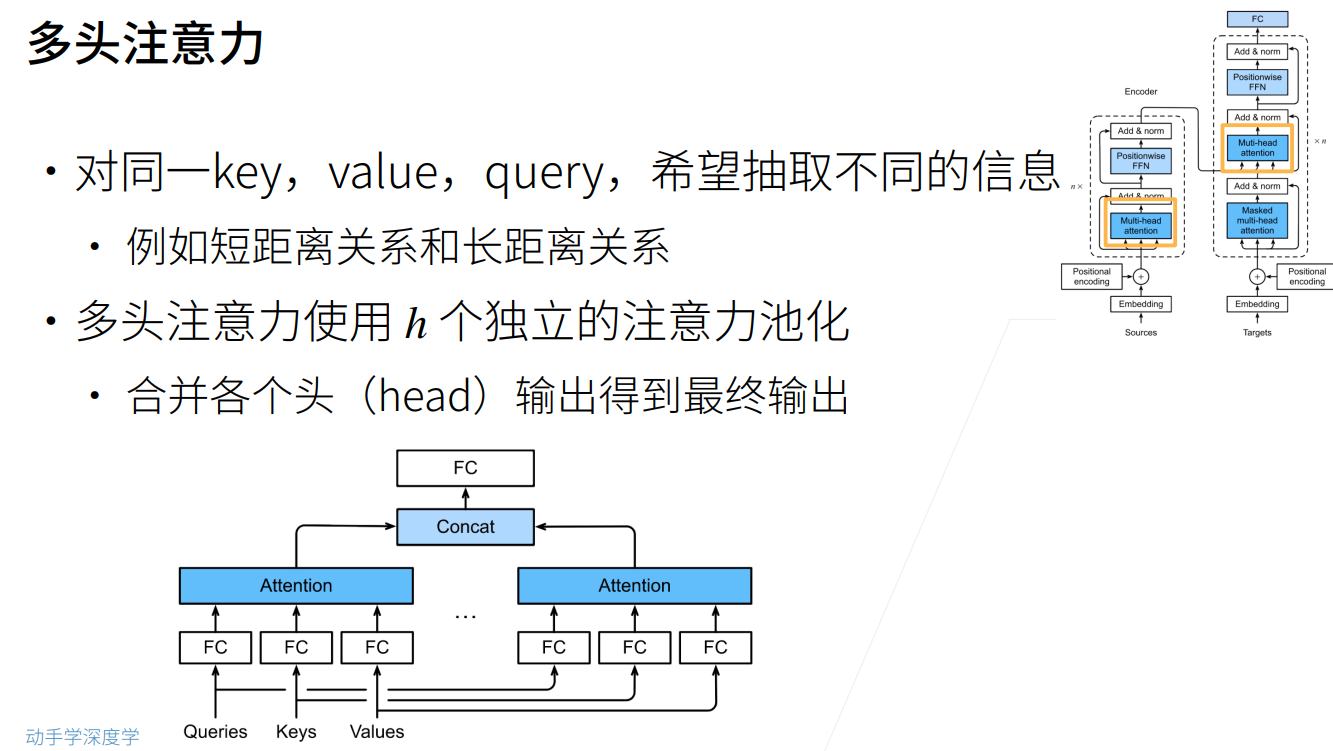 多头注意力
• 对同一key，value，query，希望抽取不同的信息
• 例如短距离关系和长距离关系
• 多头注意力使用 h 个独立的注意力池化
• 合并各个头（head）输出得到最终输出
FC
Concat
Attention
...
Attention
FC FC FC FC FC FC
Queries Keys Values
动手学深度学
FC
Add & norm
Positionwise
FFN
Add & norm
Muti-head
attention
× n
Add & norm
Masked
multi-head
attention
Positional
encoding
+
Embedding
Targets
Encoder
Add & norm
Positionwise
FFN
n ×
Add & norm
Multi-head
attention
Positional
encoding
+
Embedding
Sources